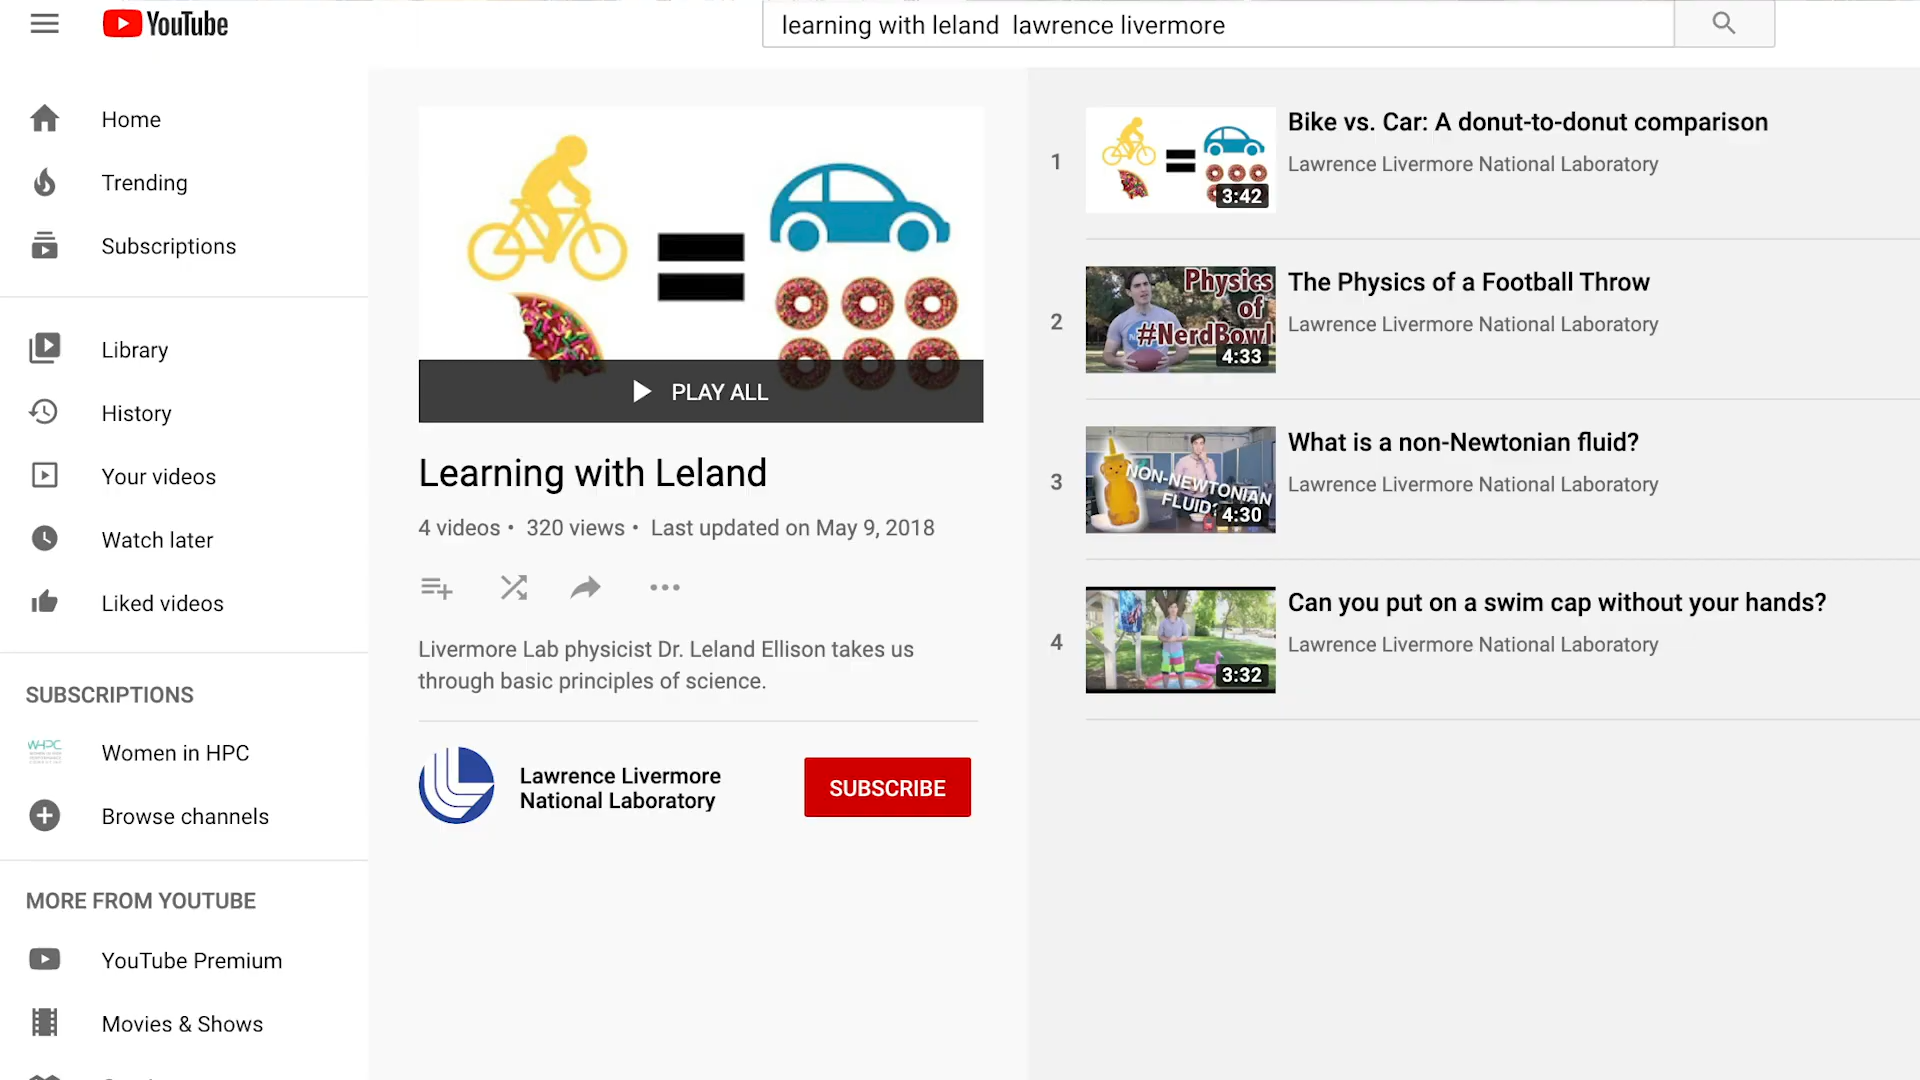 YouTube
learning with leland  lawrence livermore
Home
Trending
Subscriptions
Library
History
Your videos
Watch later
Liked videos
SUBSCRIPTIONS
WHPC
Women in HPC
Browse channels
MORE FROM YOUTUBE
YouTube Premium
Movies & Shows
PLAY ALL
Learning with Leland
4 videos • 320 views • Last updated on May 9, 2018
Livermore Lab physicist Dr. Leland Ellison takes us
through basic principles of science.
Lawrence Livermore
National Laboratory
SUBSCRIBE
1
3:42
Bike vs. Car: A donut-to-donut comparison
Lawrence Livermore National Laboratory
2
Physics
of
#NerdBowl
4:33
The Physics of a Football Throw
Lawrence Livermore National Laboratory
3
NON-NEWTONIAN
FLUID?
4:30
What is a non-Newtonian fluid?
Lawrence Livermore National Laboratory
4
3:32
Can you put on a swim cap without your hands?
Lawrence Livermore National Laboratory